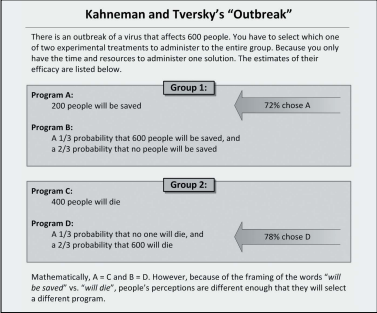 Kahneman and Tversky's "Outbreak"
There is an outbreak of a virus that affects 600 people. You have to select which one
of two experimental treatments to administer to the entire group. Because you only
have the time and resources to administer one solution. The estimates of their
efficacy are listed below.
Group 1:
Program A:
200 people will be saved
72% chose A
Program B:
A 1/3 probability that 600 people will be saved, and
a 2/3 probability that no people will be saved
Group 2:
Program C:
400 people will die
Program D:
A 1/3 probability that no one will die, and
a 2/3 probability that 600 will die
78% chose D
Mathematically, A = C and B = D. However, because of the framing of the words "will
be saved" vs. "will die", people's perceptions are different enough that they will select
a different program.